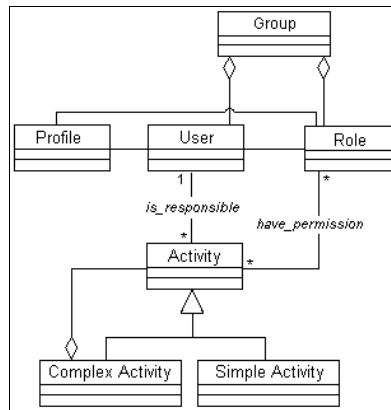 Group
Profile
User
Role
1
*
is_responsible
have_permission
*
*
Activity
Complex Activity
Simple Activity